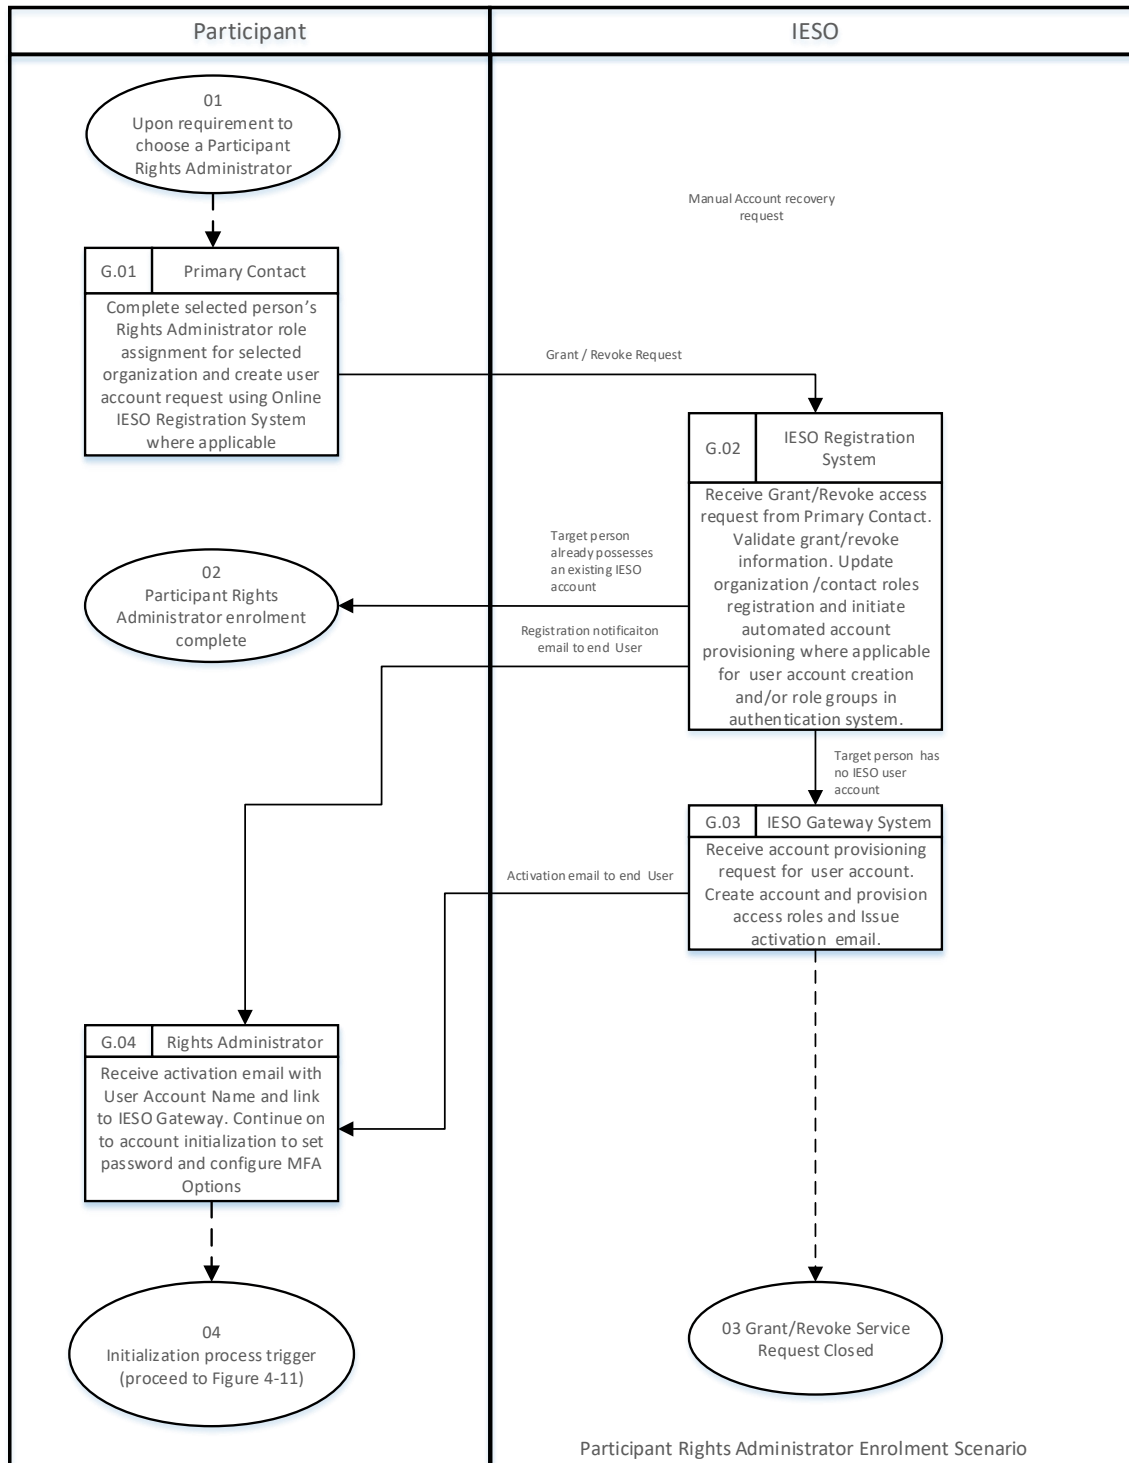 Participant
IESO
01
Upon requirement to
choose a Participant
Rights Administrator
Manual Account recovery
request
G.01
Primary Contact
Complete selected person's
Rights Administrator role
assignment for selected
organization and create user
account request using Online
IESO Registration System
where applicable
Grant / Revoke Request
G.02
IESO Registration
System
Receive Grant/Revoke access
request from Primary Contact.
Validate grant/revoke
information. Update
organization /contact roles
registration and initiate
automated account
provisioning where applicable
for user account creation
and/or role groups in
authentication system.
Target person
already possesses
an existing IESO
account
02
Participant Rights
Administrator enrolment
complete
Registration notificaiton
email to end User
Target person has
no IESO user
account
G.03
IESO Gateway System
Receive account provisioning
request for user account.
Create account and provision
access roles and Issue
activation email.
Activation email to end User
G.04
Rights Administrator
Receive activation email with
User Account Name and link
to IESO Gateway. Continue on
to account initialization to set
password and configure MFA
Options
04
Initialization process trigger
(proceed to Figure 4-11)
03 Grant/Revoke Service
Request Closed
Participant Rights Administrator Enrolment Scenario